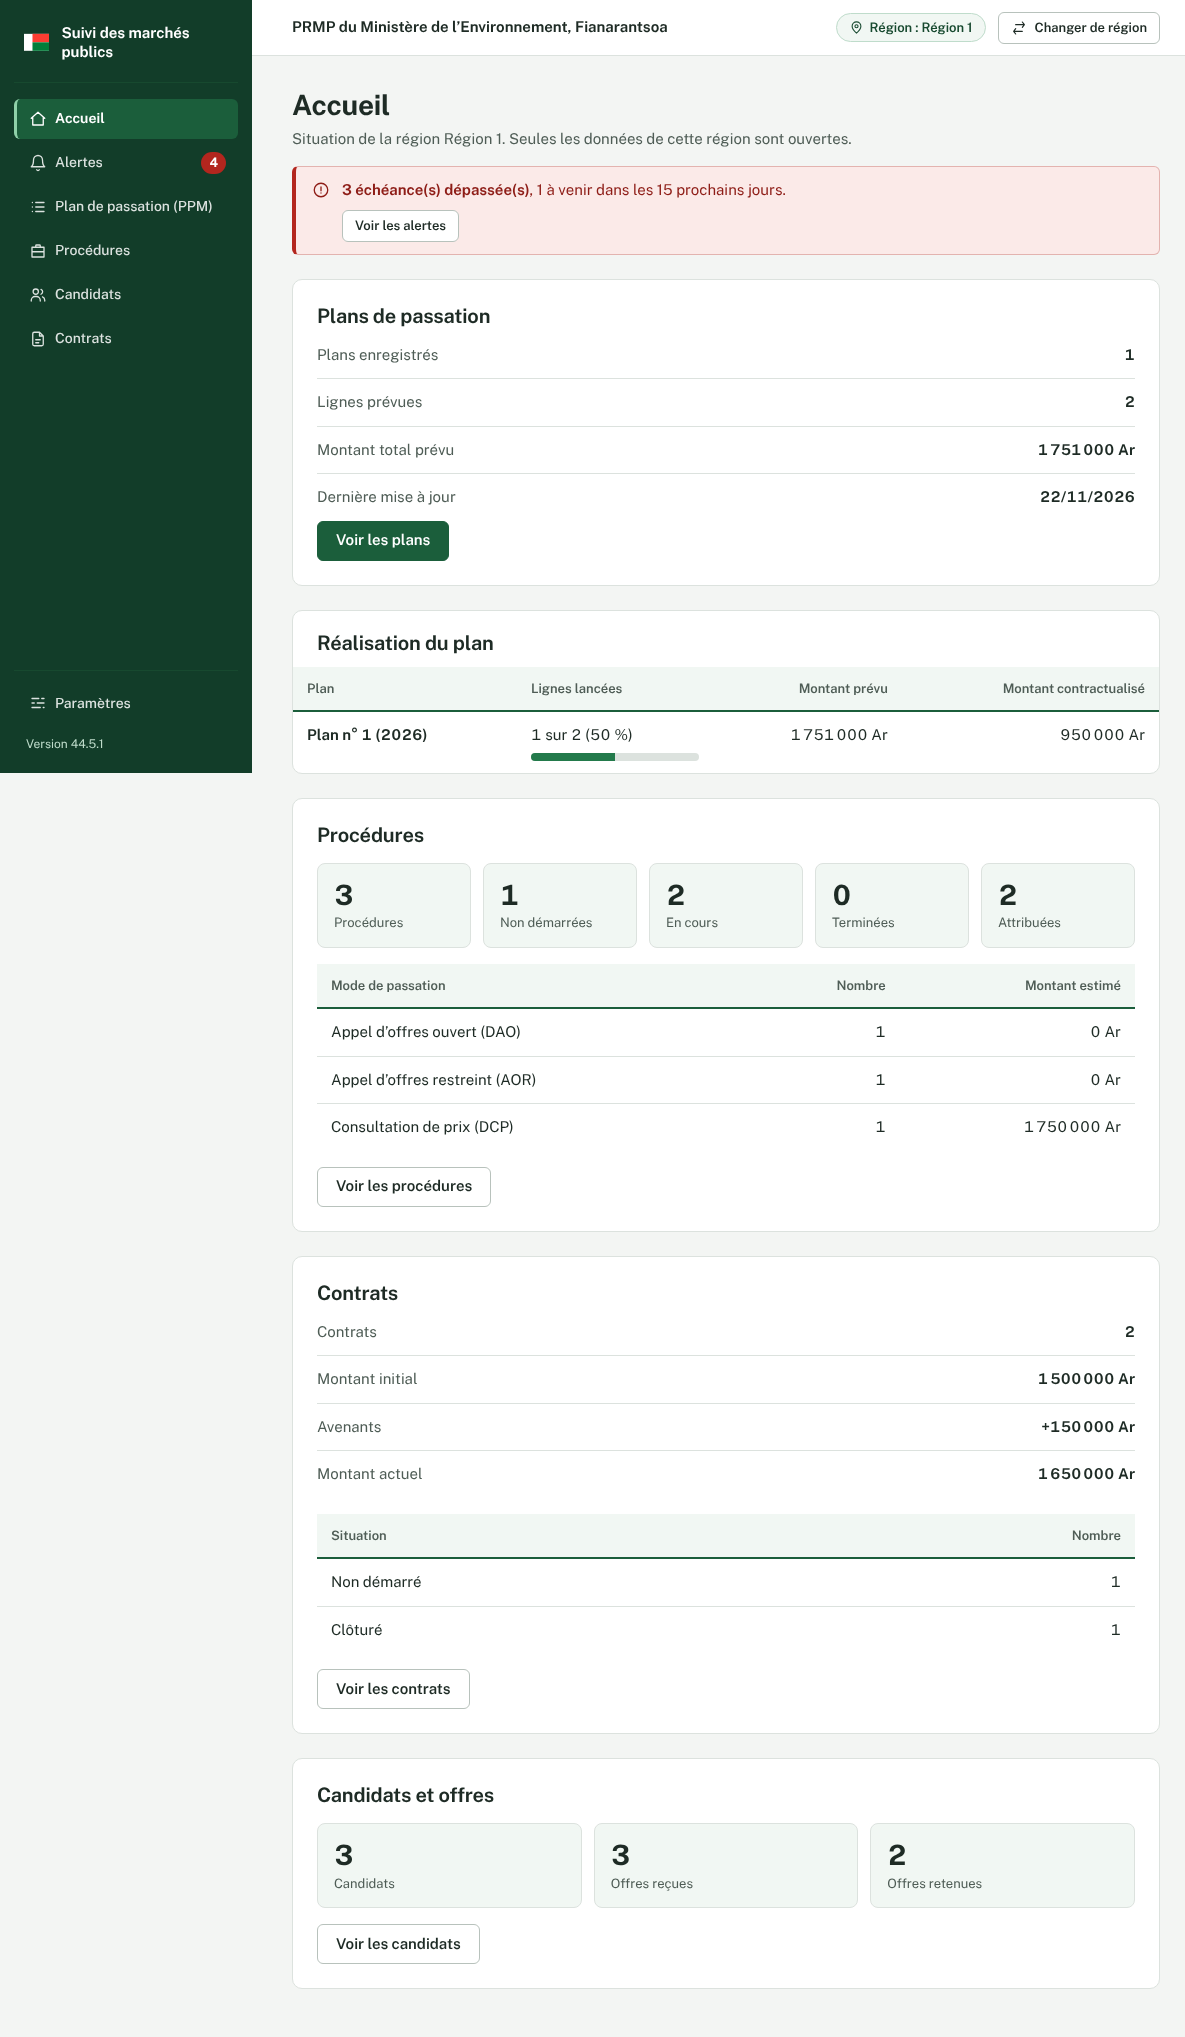 Suivi des marchés
publics
Accueil
Alertes 4
Plan de passation (PPM)
Procédures
Candidats
Contrats
Paramètres
Version 44.5.1
PRMP du Ministère de l’Environnement, Fianarantsoa
Région : Région 1
Changer de région
Accueil
Situation de la région Région 1. Seules les données de cette région sont ouvertes.
3 échéance(s) dépassée(s), 1 à venir dans les 15 prochains jours.
Voir les alertes
Plans de passation
Plans enregistrés 1
Lignes prévues 2
Montant total prévu 1 751 000 Ar
Dernière mise à jour 22/11/2026
Voir les plans
Réalisation du plan
Plan Lignes lancées Montant prévu Montant contractualisé
Plan n° 1 (2026) 1 sur 2 (50 %) 1 751 000 Ar 950 000 Ar
Procédures
3 1 2 0 2
Procédures Non démarrées En cours Terminées Attribuées
Mode de passation Nombre Montant estimé
Appel d’offres ouvert (DAO) 1 0 Ar
Appel d’offres restreint (AOR) 1 0 Ar
Consultation de prix (DCP) 1 1 750 000 Ar
Voir les procédures
Contrats
Contrats 2
Montant initial 1 500 000 Ar
Avenants +150 000 Ar
Montant actuel 1 650 000 Ar
Situation Nombre
Non démarré 1
Clôturé 1
Voir les contrats
Candidats et offres
3 3 2
Candidats Offres reçues Offres retenues
Voir les candidats